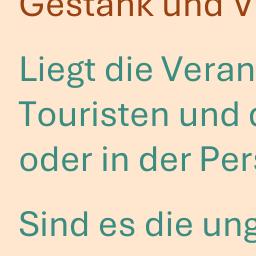 Gestank und V
Liegt die Veran
Touristen und
oder in der Pers
Sind es die ung